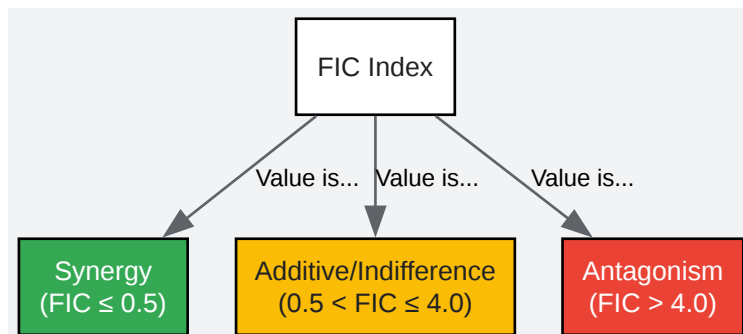 FIC Index
Value is... Value is... Value is...
Synergy
(FIC ≤ 0.5)
Additive/Indifference
(0.5 < FIC ≤ 4.0)
Antagonism
(FIC > 4.0)